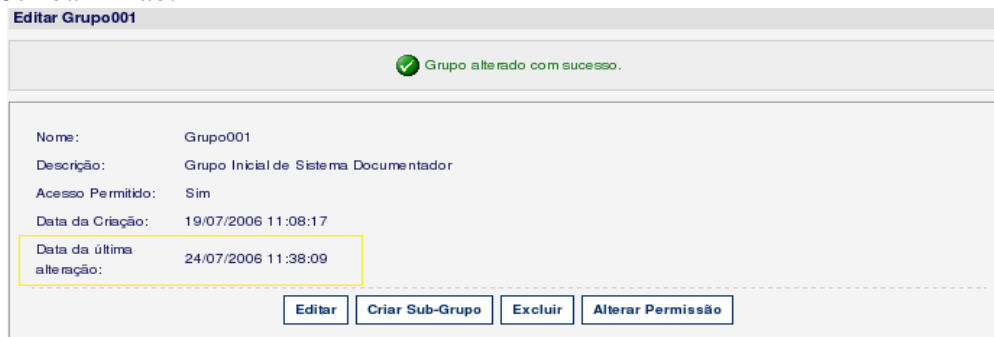 Editar Grupo001
Grupo alterado com sucesso.
Nome: Grupo001
Descrição: Grupo Inicial de Sistema Documentador
Acesso Permitido: Sim
Data da Criação: 19/07/2006 11:08:17
Data da última alteração: 24/07/2006 11:38:09
Editar Criar Sub-Grupo Excluir Alterar Permissão